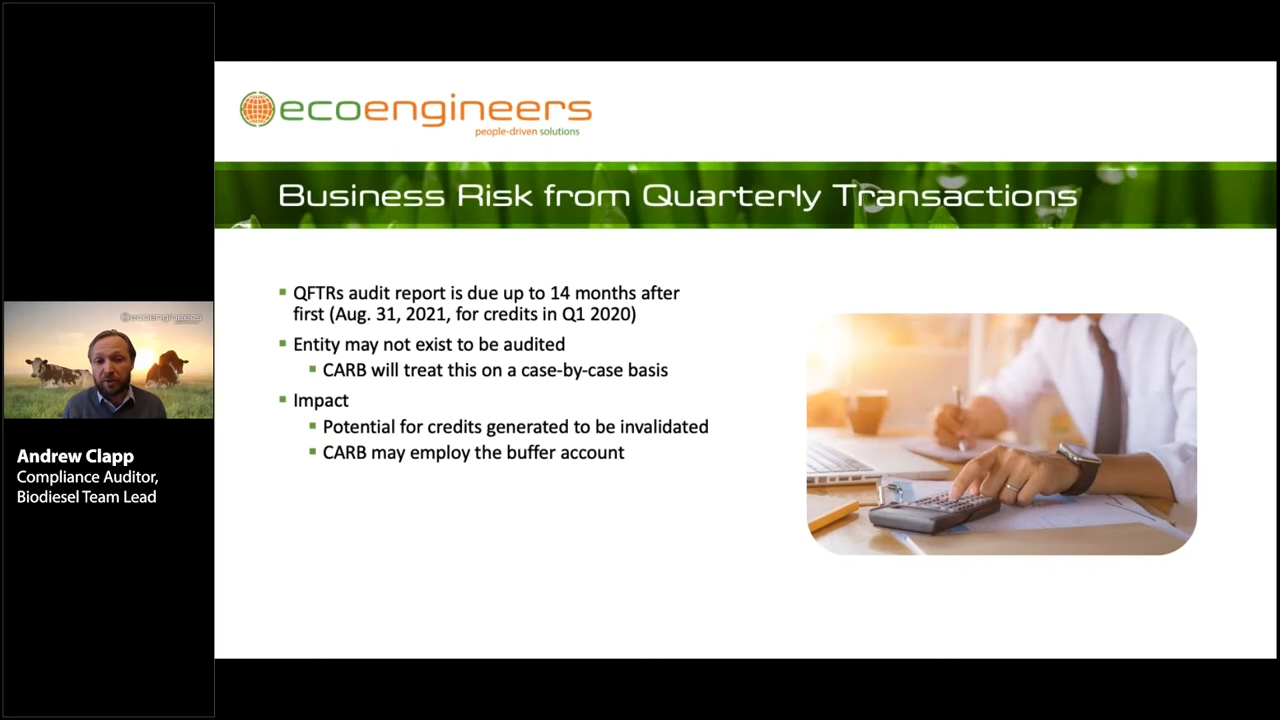 ecoengineers
people-driven solutions
Business Risk from Quarterly Transactions
QFTRs audit report is due up to 14 months after
first (Aug. 31, 2021, for credits in Q1 2020)
Entity may not exist to be audited
CARB will treat this on a case-by-case basis
Impact
Potential for credits generated to be invalidated
CARB may employ the buffer account
ecoengineers
Andrew Clapp
Compliance Auditor,
Biodiesel Team Lead